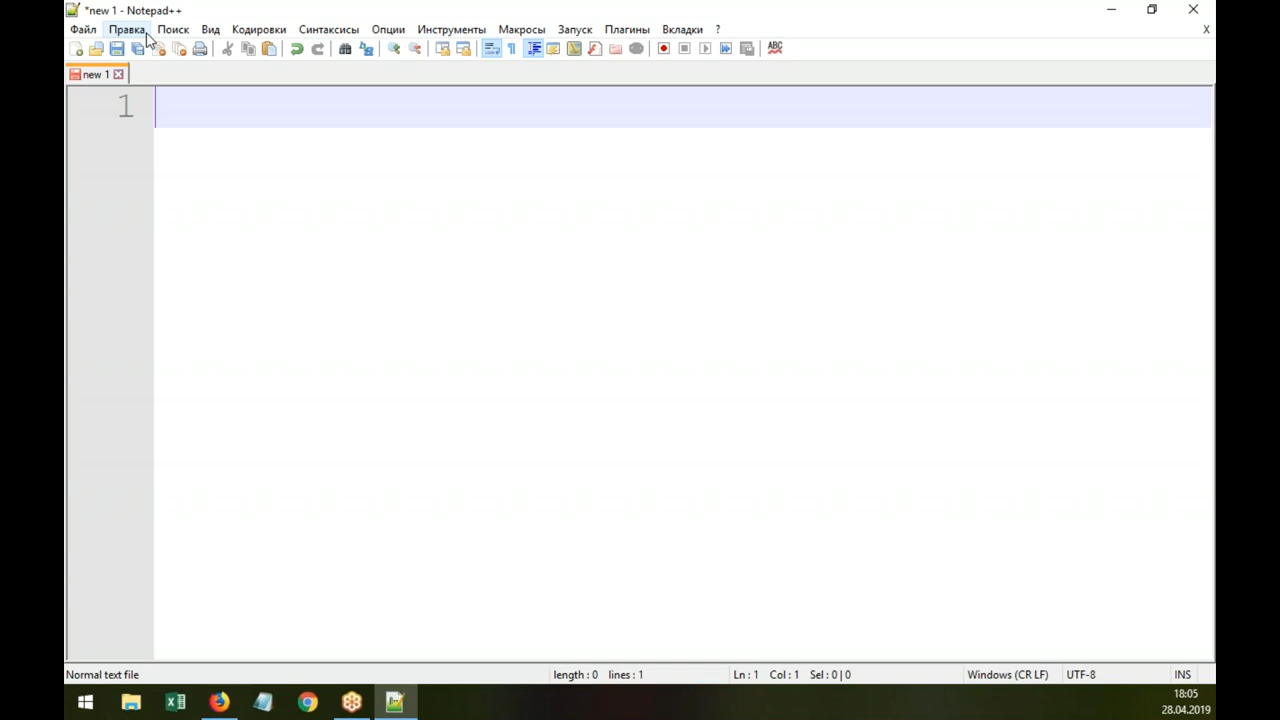 *new 1 - Notepad++
Файл Правка Поиск Вид Кодировки Синтаксисы Опции Инструменты Макросы Запуск Плагины Вкладки ? X
ABC
new 1
1
Normal text file length : 0 lines : 1 Ln : 1 Col : 1 Sel : 0 | 0 Windows (CR LF) UTF-8 INS
18:05
28.04.2019